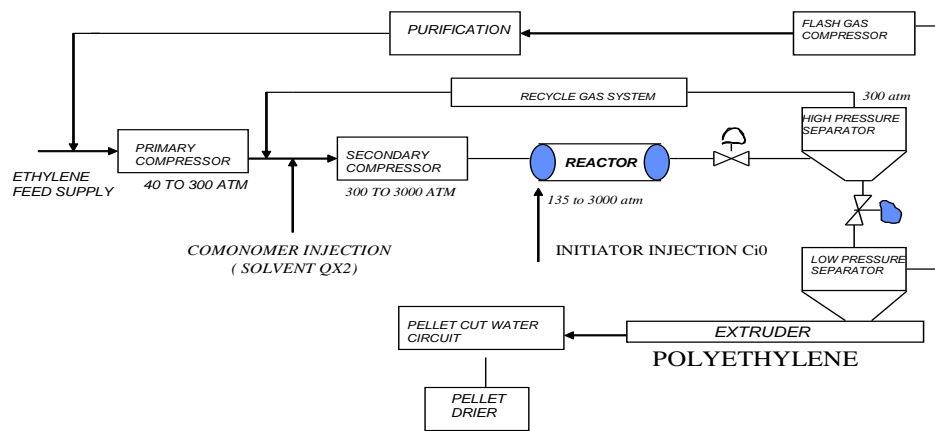 PURIFICATION
FLASH GAS
COMPRESSOR
RECYCLE GAS SYSTEM
300 atm
HIGH PRESSURE
SEPARATOR
PRIMARY
COMPRESSOR
SECONDARY
COMPRESSOR
REACTOR
ETHYLENE
FEED SUPPLY
40 TO 300 ATM
300 TO 3000 ATM
135 to 3000 atm
COMONOMER INJECTION
( SOLVENT QX2)
INITIATOR INJECTION Ci0
LOW PRESSURE
SEPARATOR
PELLET CUT WATER
CIRCUIT
EXTRUDER
POLYETHYLENE
PELLET
DRIER